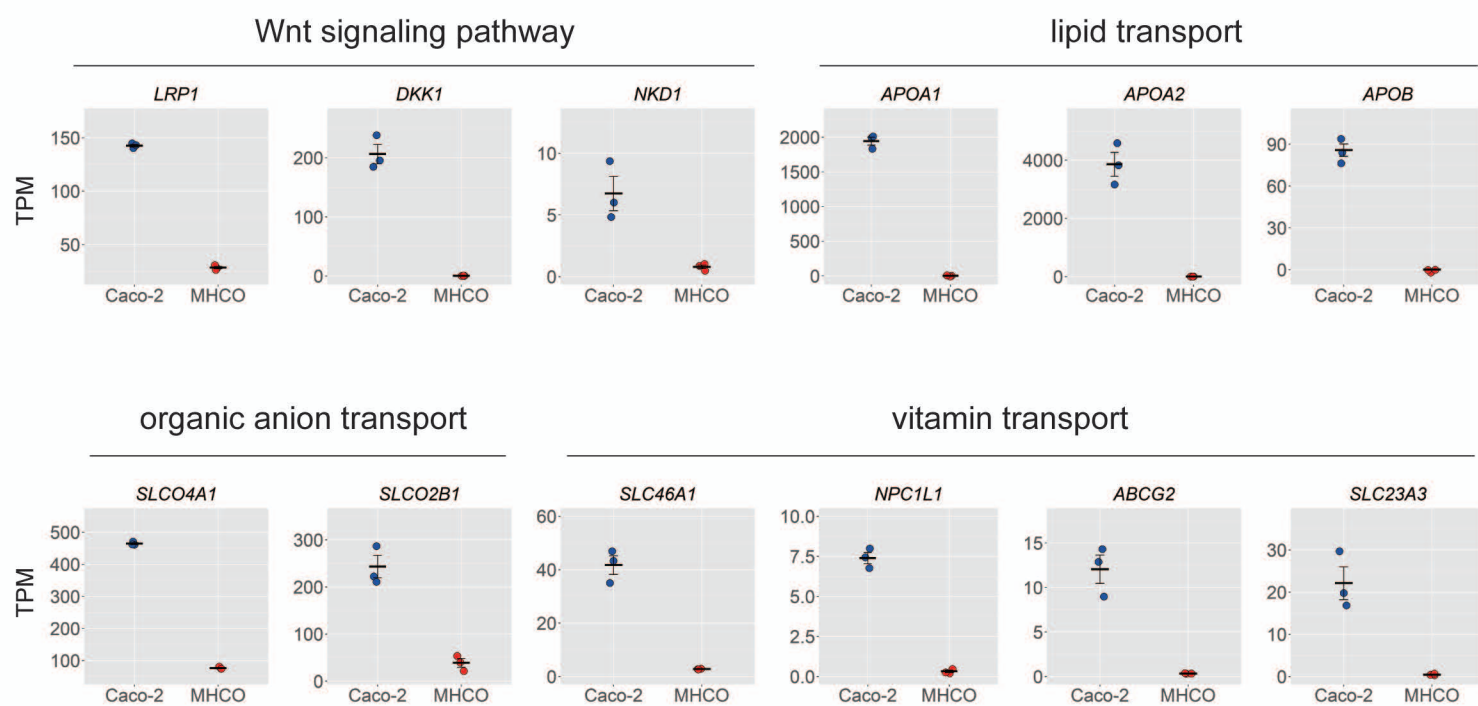 Wnt signaling pathway
lipid transport
LRP1
DKK1
NKD1
APOA1
APOA2
APOB
TPM
150
100
50
Caco-2 MHCO
200
100
0
Caco-2 MHCO
10
5
0
Caco-2 MHCO
2000
1500
1000
500
0
Caco-2 MHCO
4000
2000
0
Caco-2 MHCO
90
60
30
0
Caco-2 MHCO
organic anion transport
vitamin transport
SLCO4A1
SLCO2B1
SLC46A1
NPC1L1
ABCG2
SLC23A3
TPM
500
400
300
200
100
Caco-2 MHCO
300
200
100
0
Caco-2 MHCO
60
40
20
0
Caco-2 MHCO
10.0
7.5
5.0
2.5
0.0
Caco-2 MHCO
15
10
5
0
Caco-2 MHCO
30
20
10
0
Caco-2 MHCO